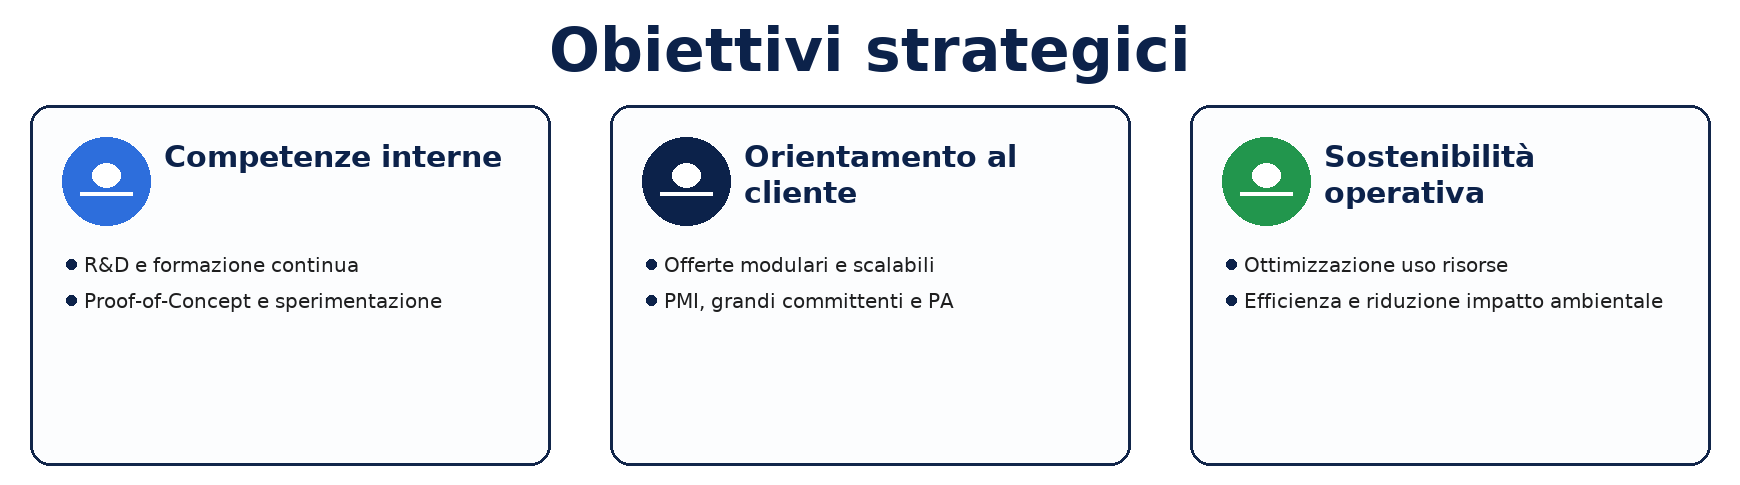 Obiettivi strategici
Competenze interne
R&D e formazione continua
Proof-of-Concept e sperimentazione
Orientamento al
cliente
Offerte modulari e scalabili
PMI, grandi committenti e PA
Sostenibilità
operativa
Ottimizzazione uso risorse
Efficienza e riduzione impatto ambientale